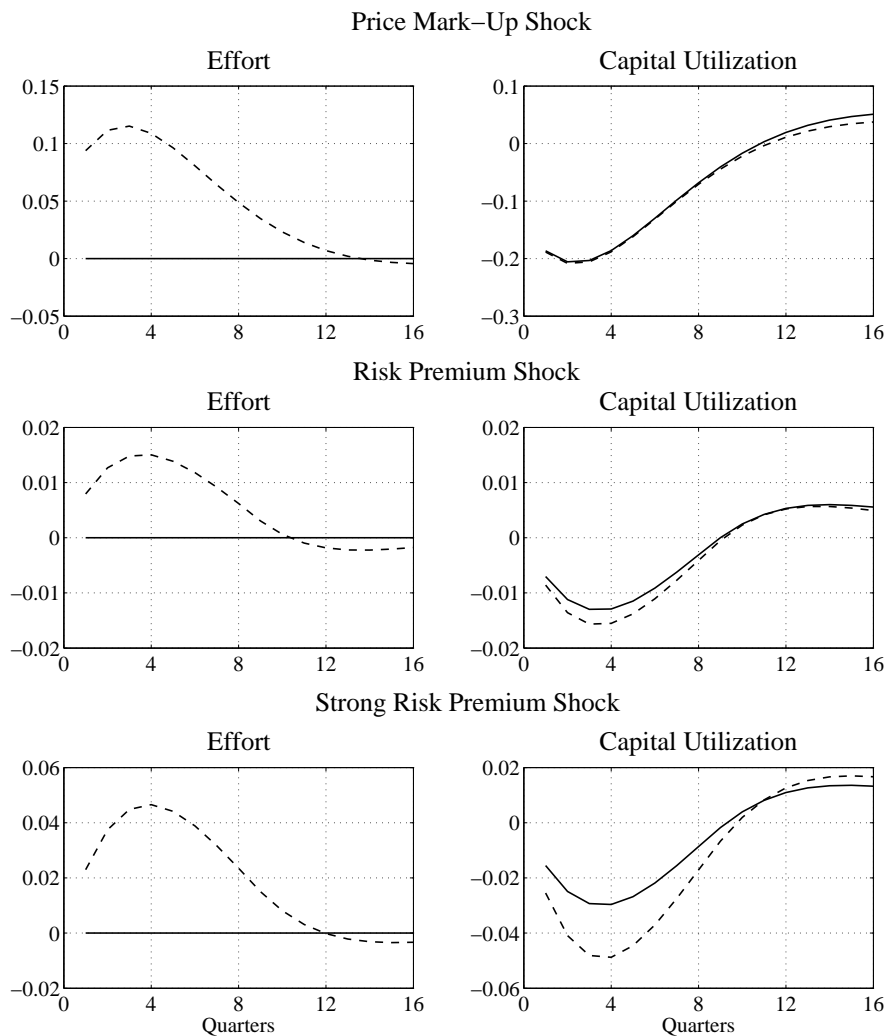 Price Mark–Up Shock
Effort
Capital Utilization
0.15
0.1
0.05
0
−0.05
0 4 8 12 16
0.1
0
−0.1
−0.2
−0.3
0 4 8 12 16
Risk Premium Shock
Effort
Capital Utilization
0.02
0.01
0
−0.01
−0.02
0 4 8 12 16
0.02
0.01
0
−0.01
−0.02
0 4 8 12 16
Strong Risk Premium Shock
Effort
Capital Utilization
0.06
0.04
0.02
0
−0.02
0 4 8 12 16
Quarters
0.02
0
−0.02
−0.04
−0.06
0 4 8 12 16
Quarters